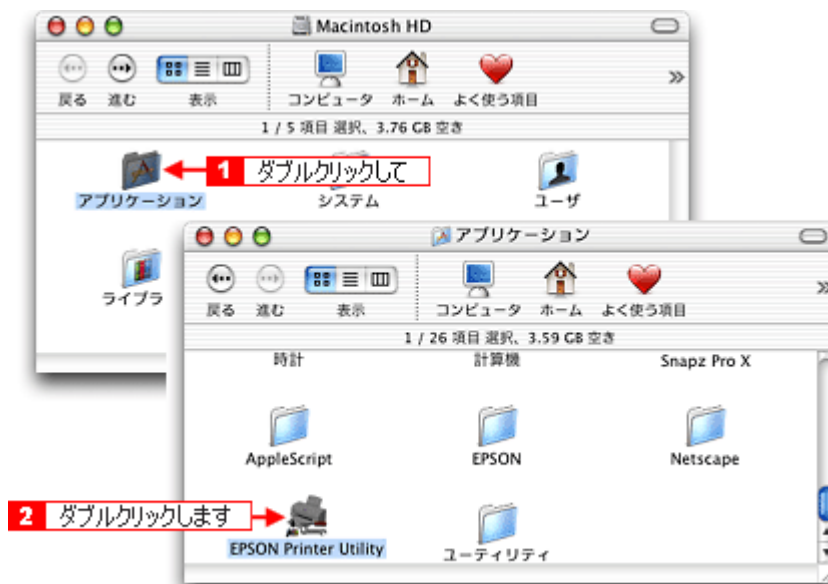 Macintosh HD
戻る 進む 表示 コンピュータ ホーム よく使う項目
1 / 5 項目 選択、3.76 GB 空き
1 ダブルクリックして
アプリケーション システム ユーザ
ライブラ
アプリケーション
戻る 進む 表示 コンピュータ ホーム よく使う項目
1 / 26 項目 選択、3.59 GB 空き
時計 計算機 Snapz Pro X
AppleScript EPSON Netscape
2 ダブルクリックします
EPSON Printer Utility ユーティリティ